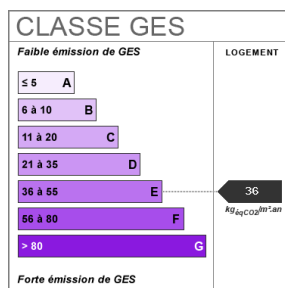 CLASSE GES
Faible émission de GES
LOGEMENT
≤ 5 A
6 à 10 B
11 à 20 C
21 à 35 D
36 à 55 E
36
kgéqCO2/m².an
56 à 80 F
> 80 G
Forte émission de GES